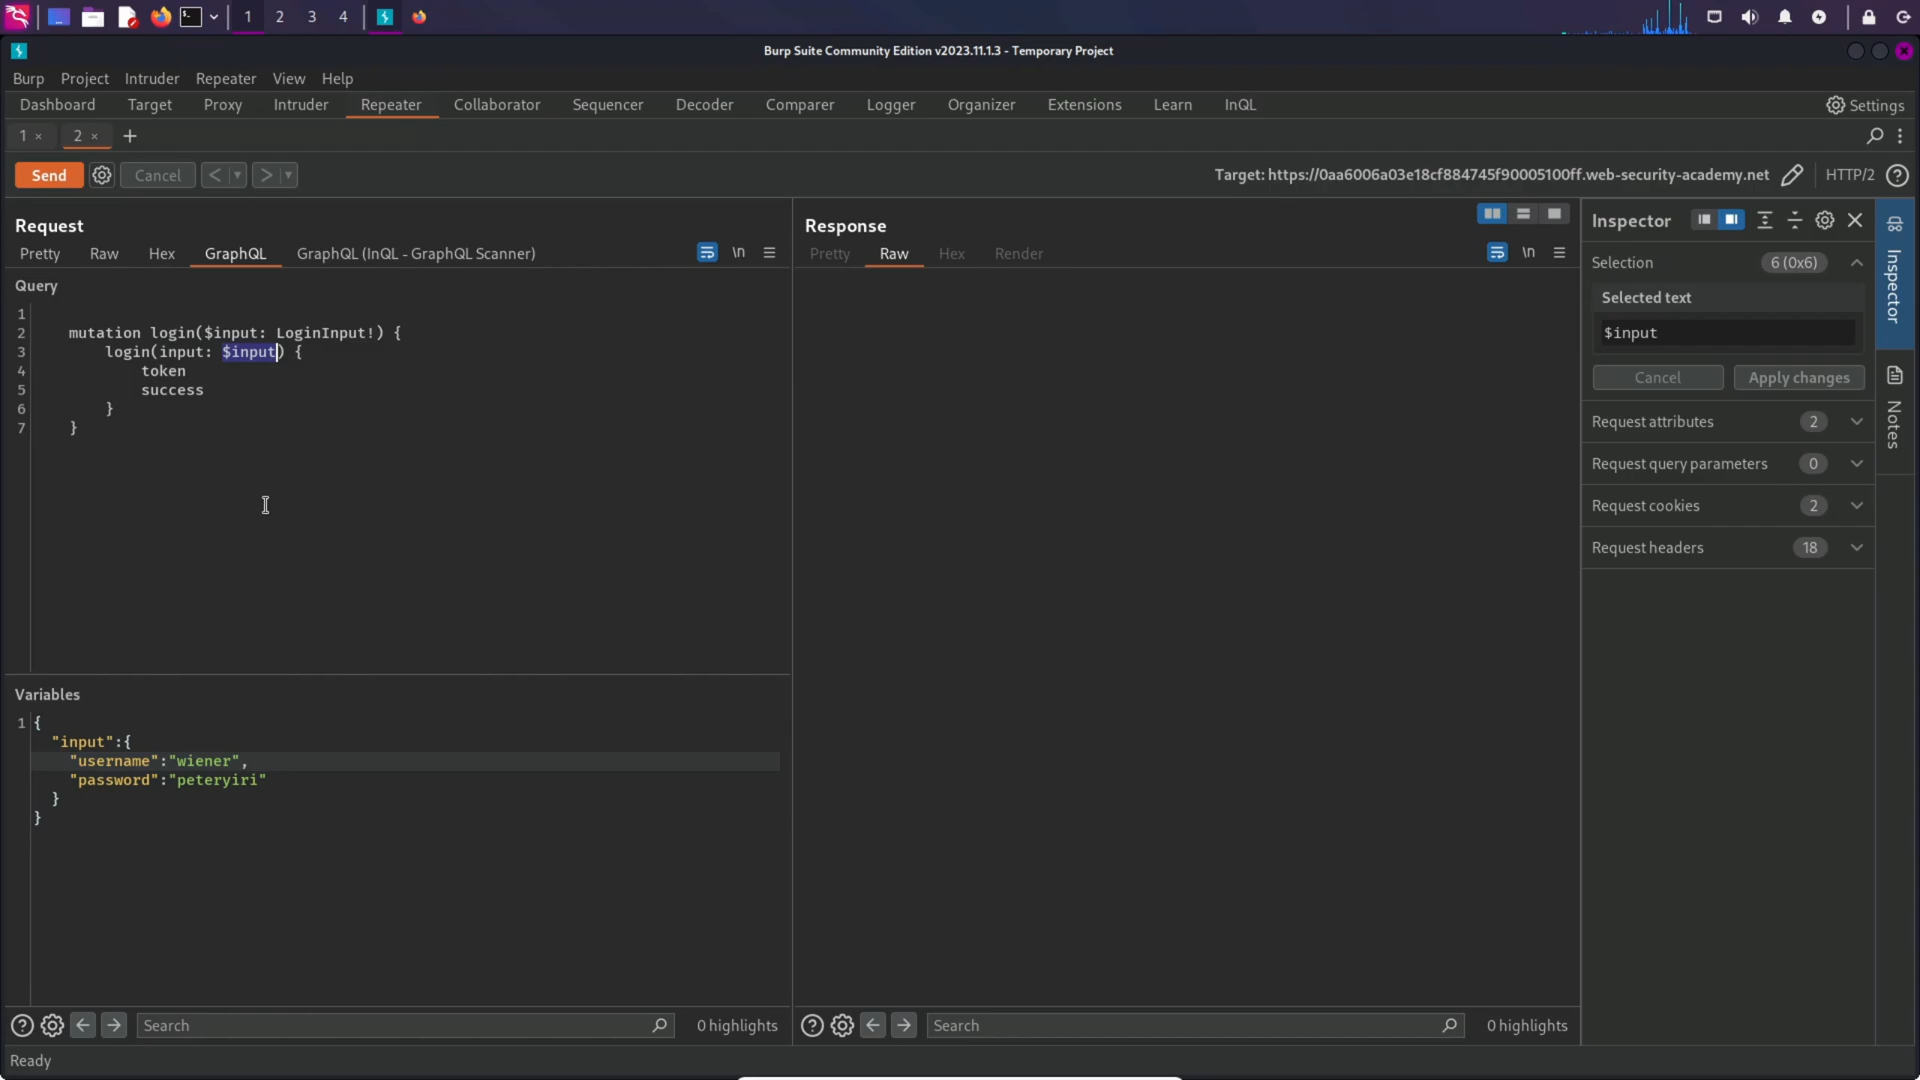 1 2 3 4
Burp Suite Community Edition v2023.11.1.3 - Temporary Project
Burp Project Intruder Repeater View Help
Dashboard Target Proxy Intruder Repeater Collaborator Sequencer Decoder Comparer Logger Organizer Extensions Learn InQL Settings
1 × 2 × +
Send Cancel < > Target: https://0aa6006a03e18cf884745f90005100ff.web-security-academy.net HTTP/2
Request
Pretty Raw Hex GraphQL GraphQL (InQL - GraphQL Scanner) \n
Query
1
2 mutation login($input: LoginInput!) {
3 login(input: $input) {
4 token
5 success
6 }
7 }
Variables
1 {
"input":{
"username":"wiener",
"password":"peteryiri"
}
}
Search 0 highlights
Response
Pretty Raw Hex Render \n
Search 0 highlights
Inspector
Selection 6 (0x6)
Selected text
$input
Cancel Apply changes
Request attributes 2
Request query parameters 0
Request cookies 2
Request headers 18
Inspector
Notes
Ready